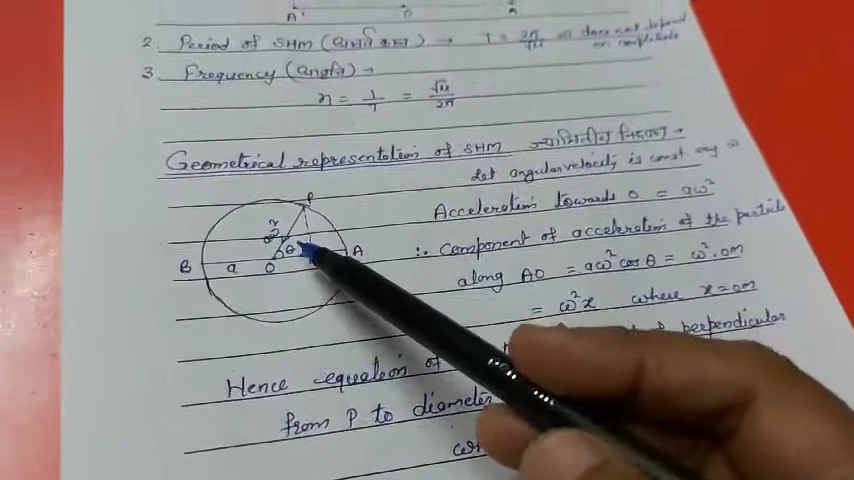 A' O A
2. Period of SHM (आवर्त काल) → T = 2π/√μ ⇒ does not depend on amplitude
3. Frequency (आवृत्ति) →
n = 1/T = √μ/2π
Geometrical representation of SHM ज्यामितीय निरूपण →
Let angular velocity is const
P
Acceleration towards O = aω²
B a O θ A
∴ Component of acceleration of the particle
along AO = aω² cos θ = ω².OM
= ω²x where x = OM
Hence equation of perpendicular
from P to diameter